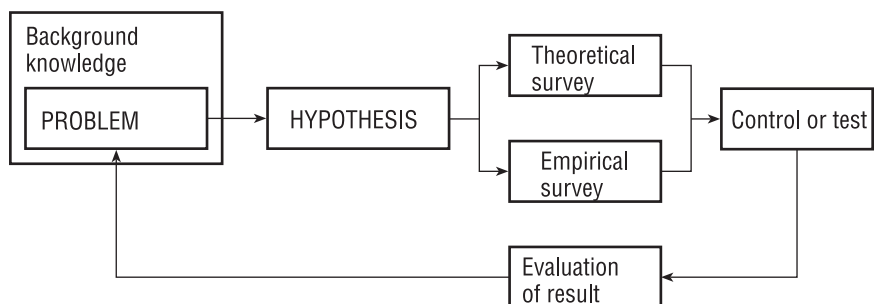 Background
knowledge
PROBLEM
HYPOTHESIS
Theoretical
survey
Empirical
survey
Control or test
Evaluation
of result